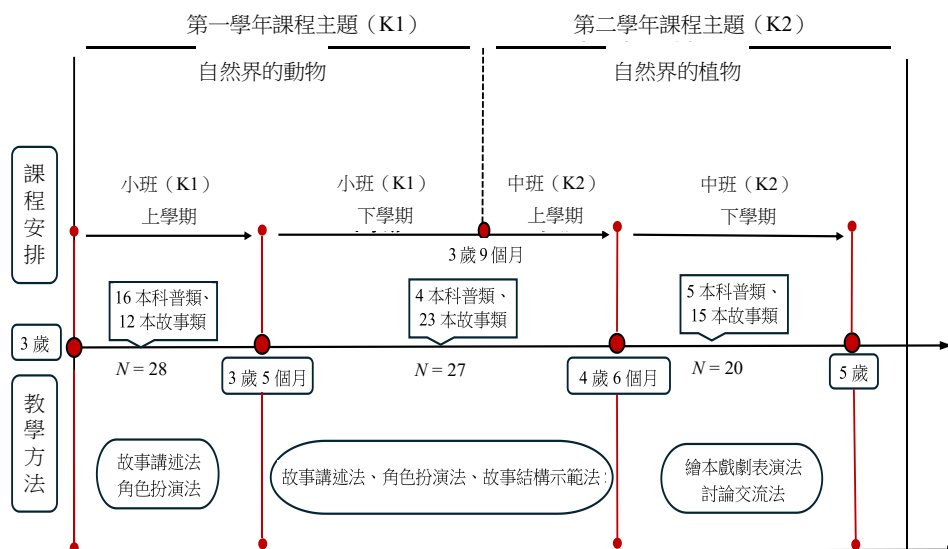 第一學年課程主題（K1）
第二學年課程主題（K2）
自然界的動物
自然界的植物
課程安排
小班（K1）
上學期
小班（K1）
下學期
中班（K2）
上學期
中班（K2）
下學期
3 歲 9 個月
16 本科普類、
12 本故事類
4 本科普類、
23 本故事類
5 本科普類、
15 本故事類
3 歲
N = 28
3 歲 5 個月
N = 27
4 歲 6 個月
N = 20
5 歲
教學方法
故事講述法
角色扮演法
故事講述法、角色扮演法、故事結構示範法
繪本戲劇表演法
討論交流法